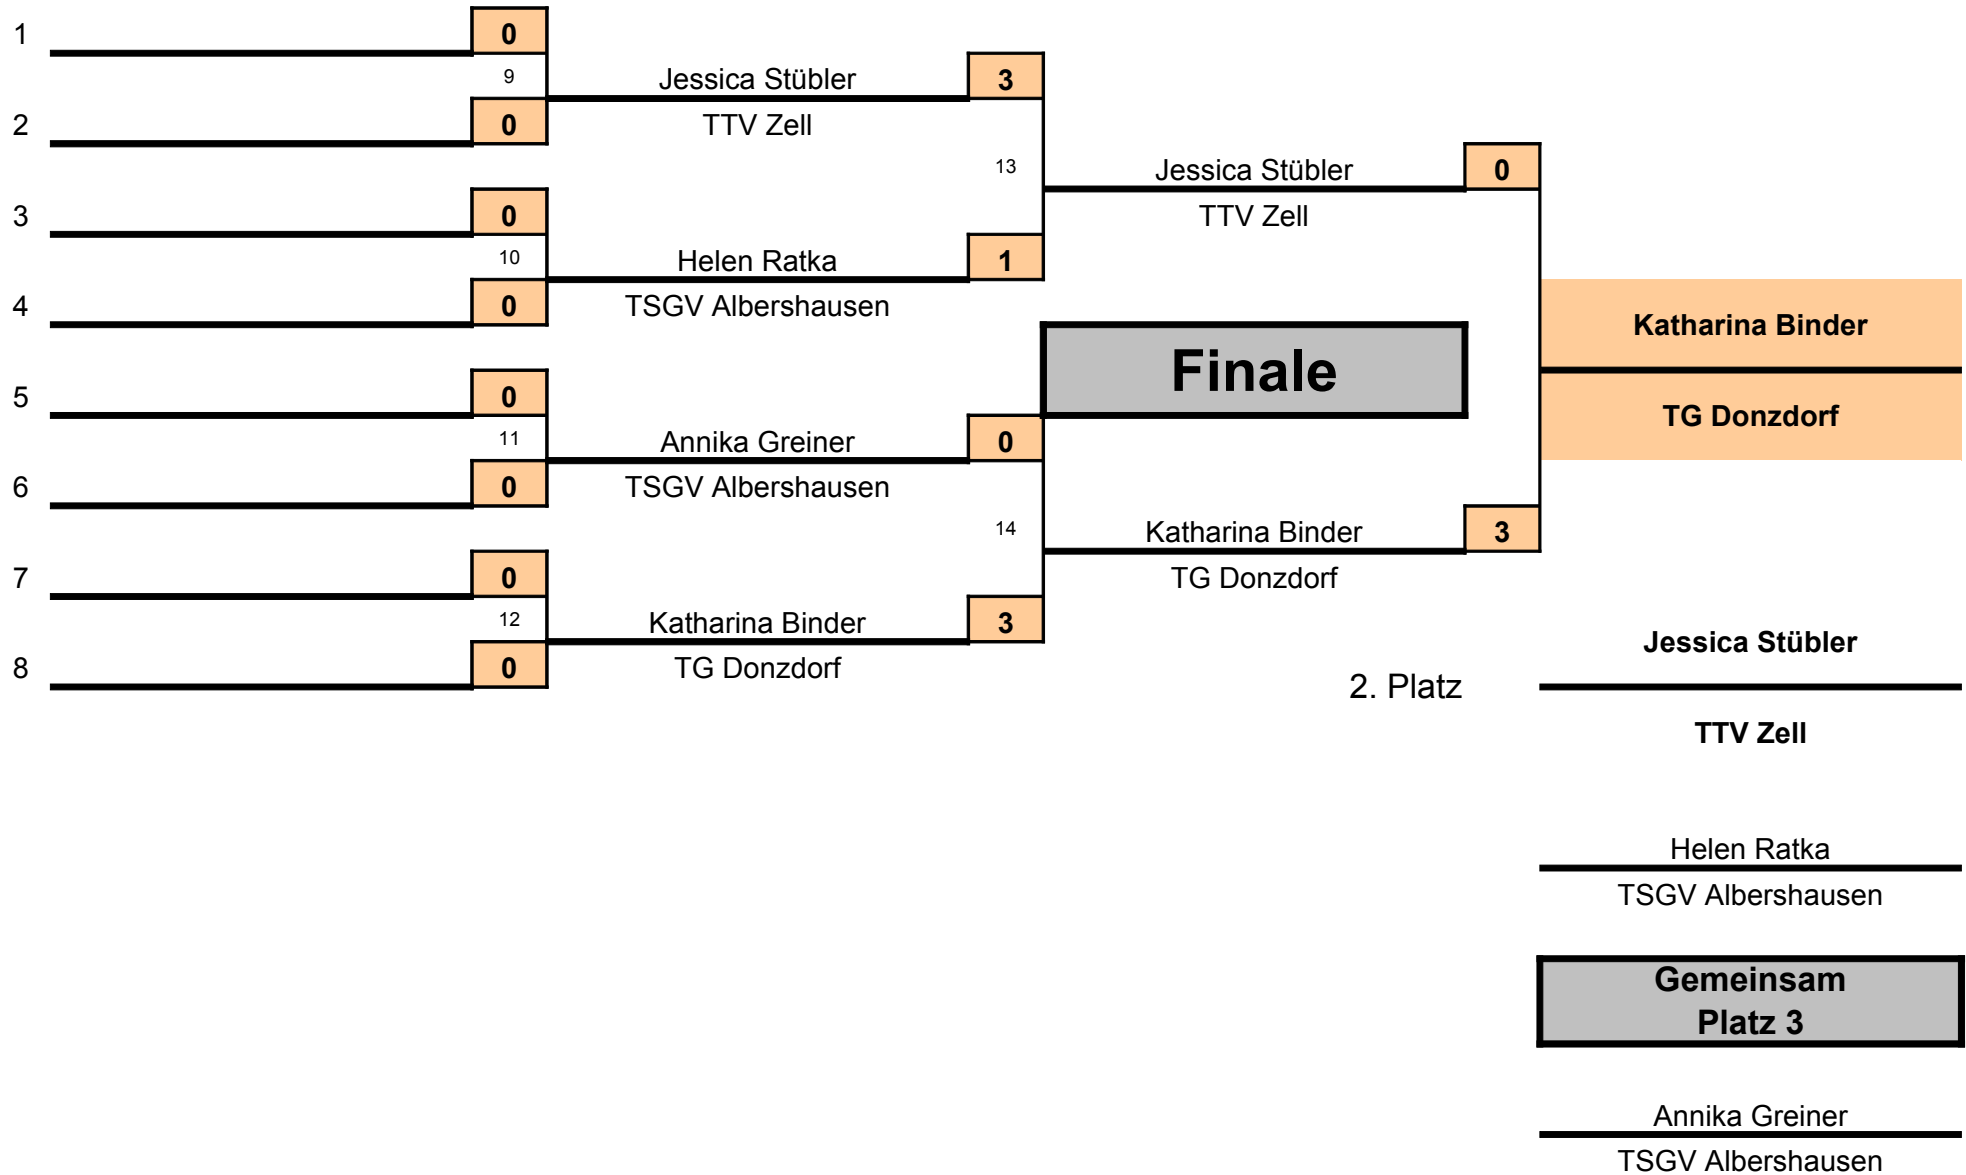 1
0
9
Jessica Stübler
3
2
0
TTV Zell
13
Jessica Stübler
0
3
0
TTV Zell
10
Helen Ratka
1
4
0
TSGV Albershausen
Katharina Binder
Finale
5
0
TG Donzdorf
11
Annika Greiner
0
6
0
TSGV Albershausen
14
Katharina Binder
3
7
0
TG Donzdorf
12
Katharina Binder
3
Jessica Stübler
8
0
TG Donzdorf
2. Platz
TTV Zell
Helen Ratka
TSGV Albershausen
Gemeinsam
Platz 3
Annika Greiner
TSGV Albershausen